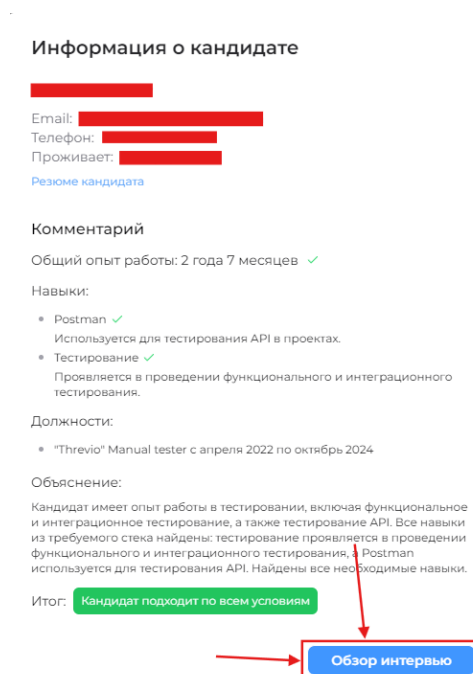 Информация о кандидате
Email:
Телефон:
Проживает:
Резюме кандидата
Комментарий
Общий опыт работы: 2 года 7 месяцев
Навыки:
Postman
Используется для тестирования API в проектах.
Тестирование
Проявляется в проведении функционального и интеграционного
тестирования.
Должности:
"Threvio" Manual tester с апреля 2022 по октябрь 2024
Объяснение:
Кандидат имеет опыт работы в тестировании, включая функциональное
и интеграционное тестирование, а также тестирование API. Все навыки
из требуемого стека найдены: тестирование проявляется в проведении
функционального и интеграционного тестирования, а Postman
используется для тестирования API. Найдены все необходимые навыки.
Итог: Кандидат подходит по всем условиям
Обзор интервью